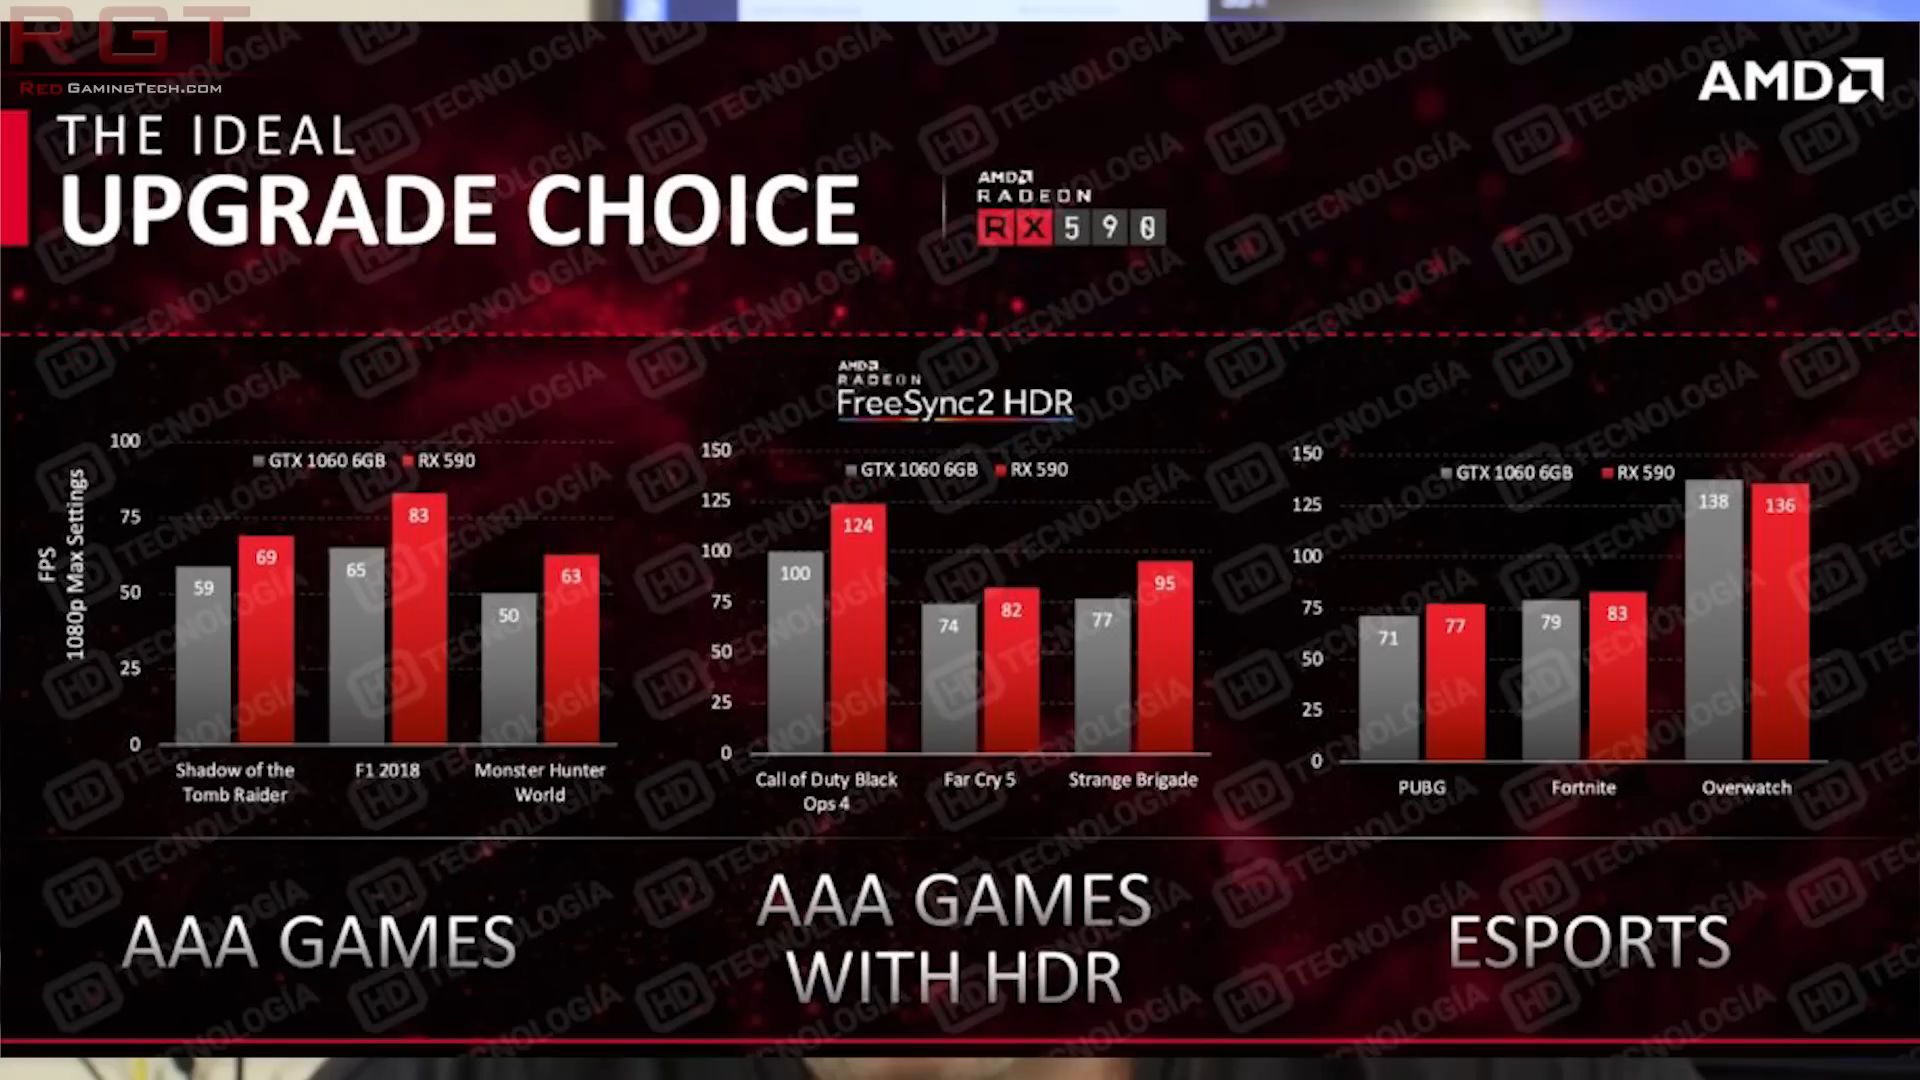 RGT
RED GAMINGTECH.COM
AMD
THE IDEAL
UPGRADE CHOICE
AMD
RADEON
RX 590
AMD
RADEON
FreeSync2 HDR
FPS
1080p Max Settings
100
75
50
25
0
GTX 1060 6GB RX 590
59 69 65 83 50 63
Shadow of the
Tomb Raider
F1 2018
Monster Hunter
World
150
125
100
75
50
25
0
GTX 1060 6GB RX 590
100 124 74 82 77 95
Call of Duty Black
Ops 4
Far Cry 5
Strange Brigade
150
125
100
75
50
25
0
GTX 1060 6GB RX 590
71 77 79 83 138 136
PUBG
Fortnite
Overwatch
AAA GAMES
AAA GAMES
WITH HDR
ESPORTS
HD TECNOLOGÍA